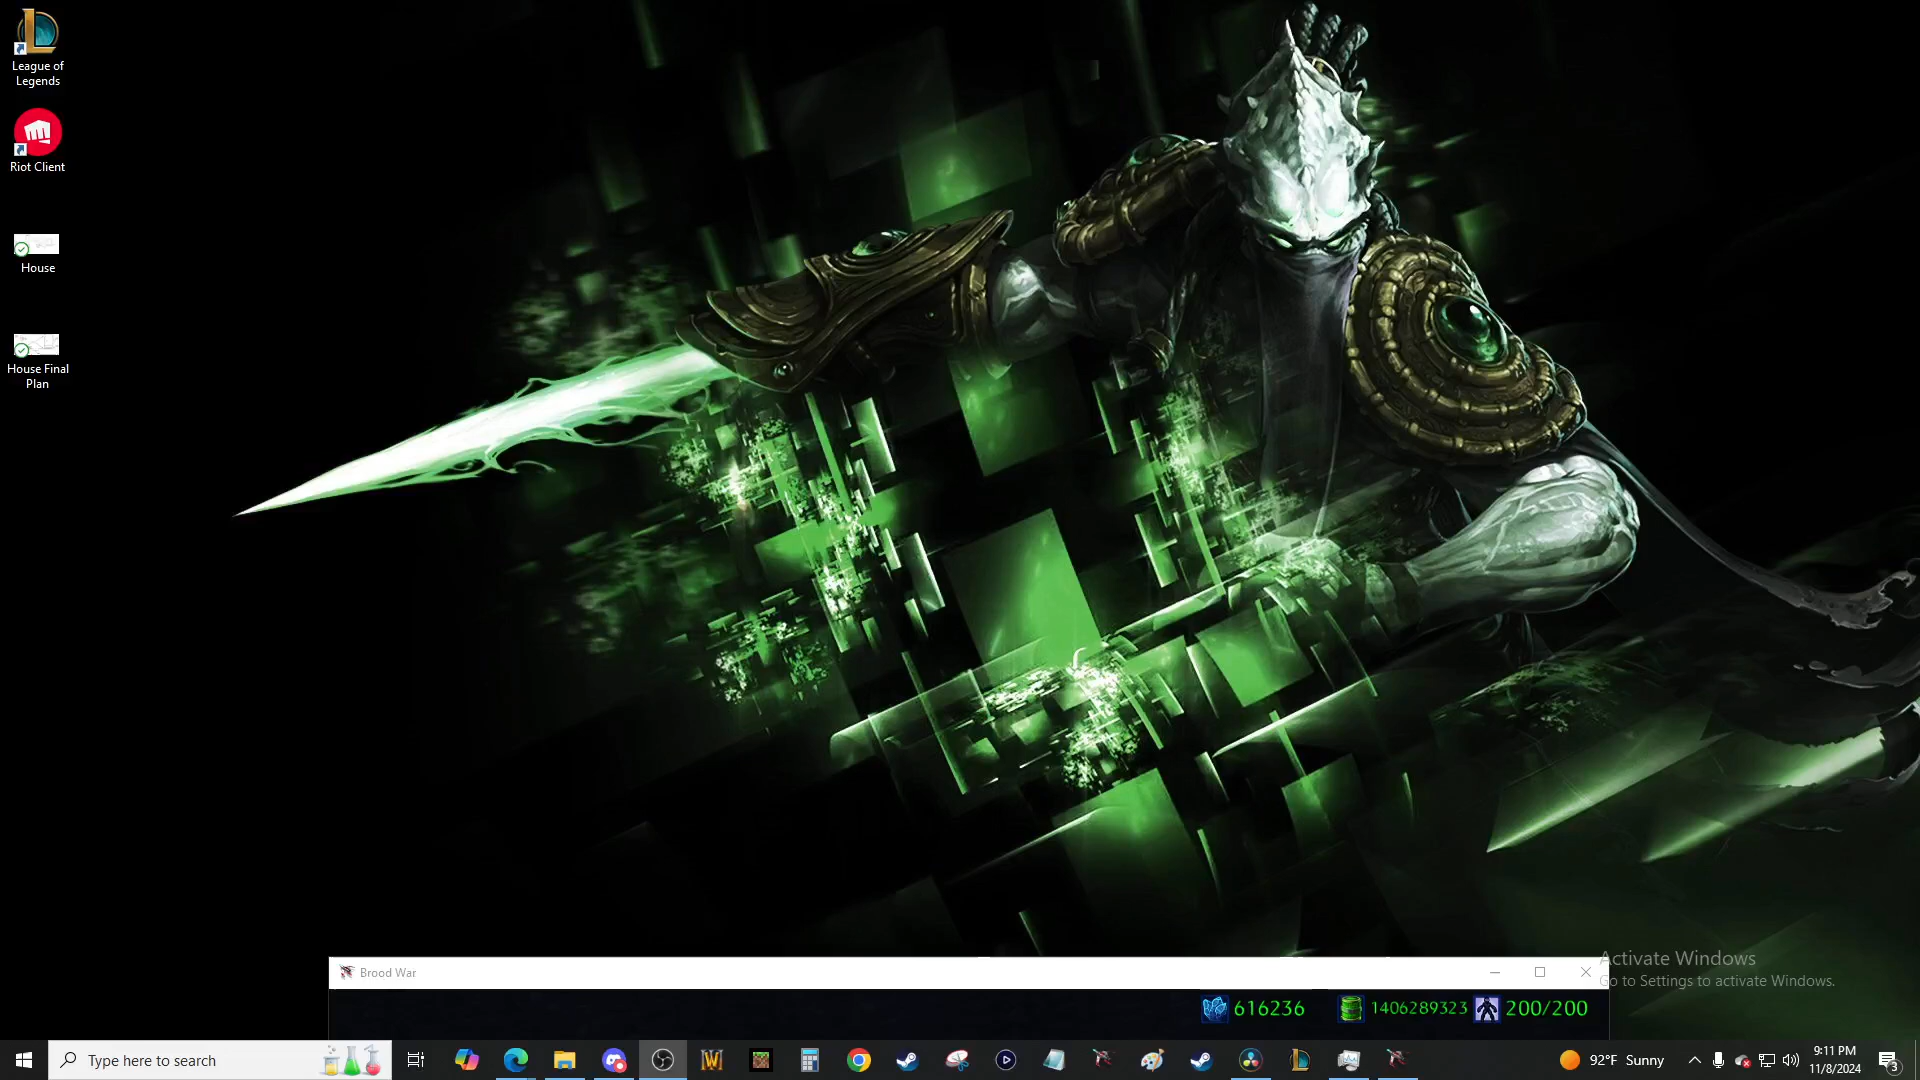 League of
Legends
Riot Client
House
House Final
Plan
Brood War
616236
1406289323
200/200
Activate Windows
Go to Settings to activate Windows.
Type here to search
92°F Sunny
9:11 PM
11/8/2024
3